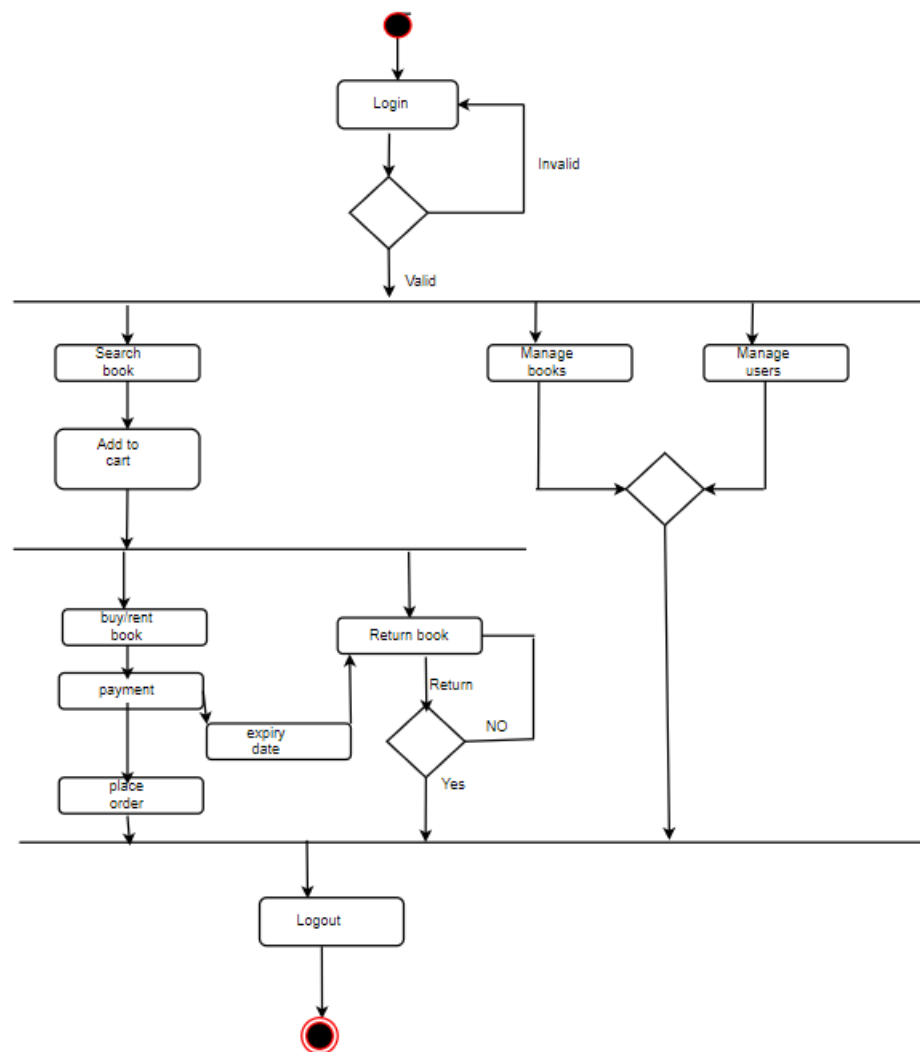 Login
Invalid
Valid
Search
book
Manage
books
Manage
users
Add to
cart
buy/rent
book
Return book
payment
Return
expiry
date
NO
Yes
place
order
Logout